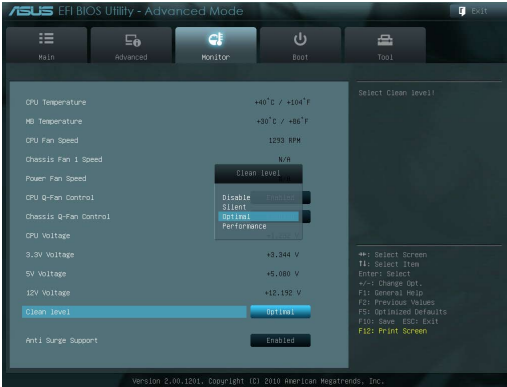 ASUS EFI BIOS Utility - Advanced Mode
Exit
Main
Advanced
Monitor
Boot
Tool
CPU Temperature +40°C / +104°F
MB Temperature +30°C / +86°F
CPU Fan Speed 1293 RPM
Chassis Fan 1 Speed N/A
Power Fan Speed
CPU Q-Fan Control
Chassis Q-Fan Control
CPU Voltage
3.3V Voltage +3.344 V
5V Voltage +5.080 V
12V Voltage +12.192 V
Clean level Optimal
Anti Surge Support Enabled
Clean level
Disable
Silent
Optimal
Performance
Select Clean level!
→←: Select Screen
↑↓: Select Item
Enter: Select
+/-: Change Opt.
F1: General Help
F2: Previous Values
F5: Optimized Defaults
F10: Save ESC: Exit
F12: Print Screen
Version 2.00.1201. Copyright (C) 2010 American Megatrends, Inc.